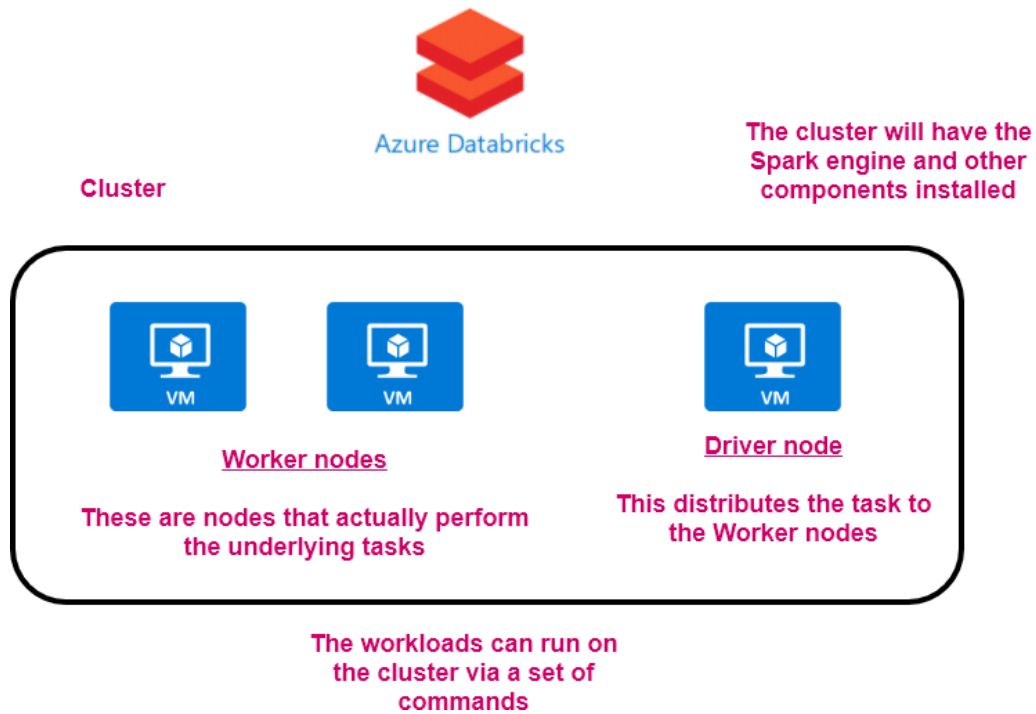 Azure Databricks
The cluster will have the
Spark engine and other
components installed
Cluster
VM
VM
VM
Worker nodes
These are nodes that actually perform
the underlying tasks
Driver node
This distributes the task to
the Worker nodes
The workloads can run on
the cluster via a set of
commands